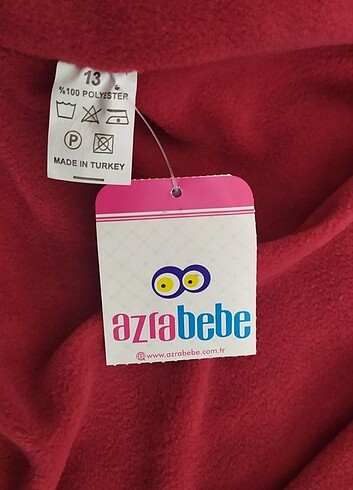 13
%100 POLYESTER
P
MADE IN TURKEY
azrabebe
www.azrabebe.com.tr